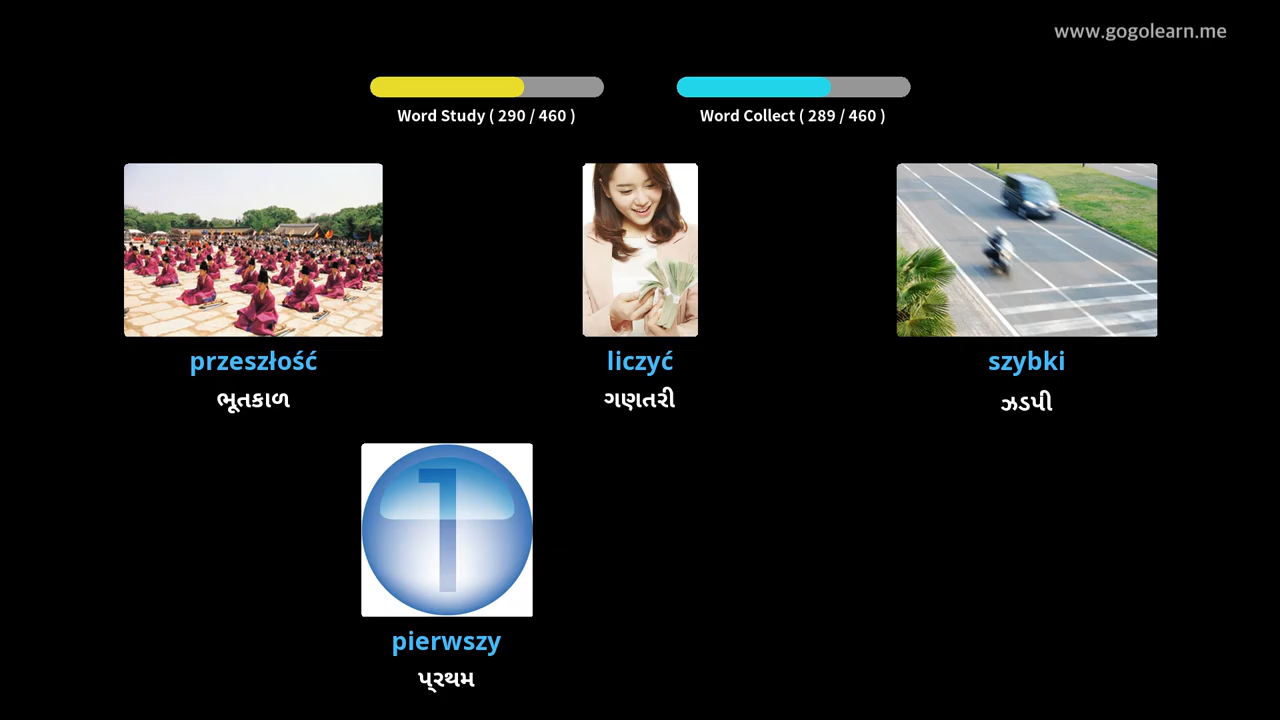 www.gogolearn.me
Word Study ( 290 / 460 )
Word Collect ( 289 / 460 )
przeszłość
ભૂતકાળ
liczyć
ગણતરી
szybki
ઝડપી
1
pierwszy
પ્રથમ